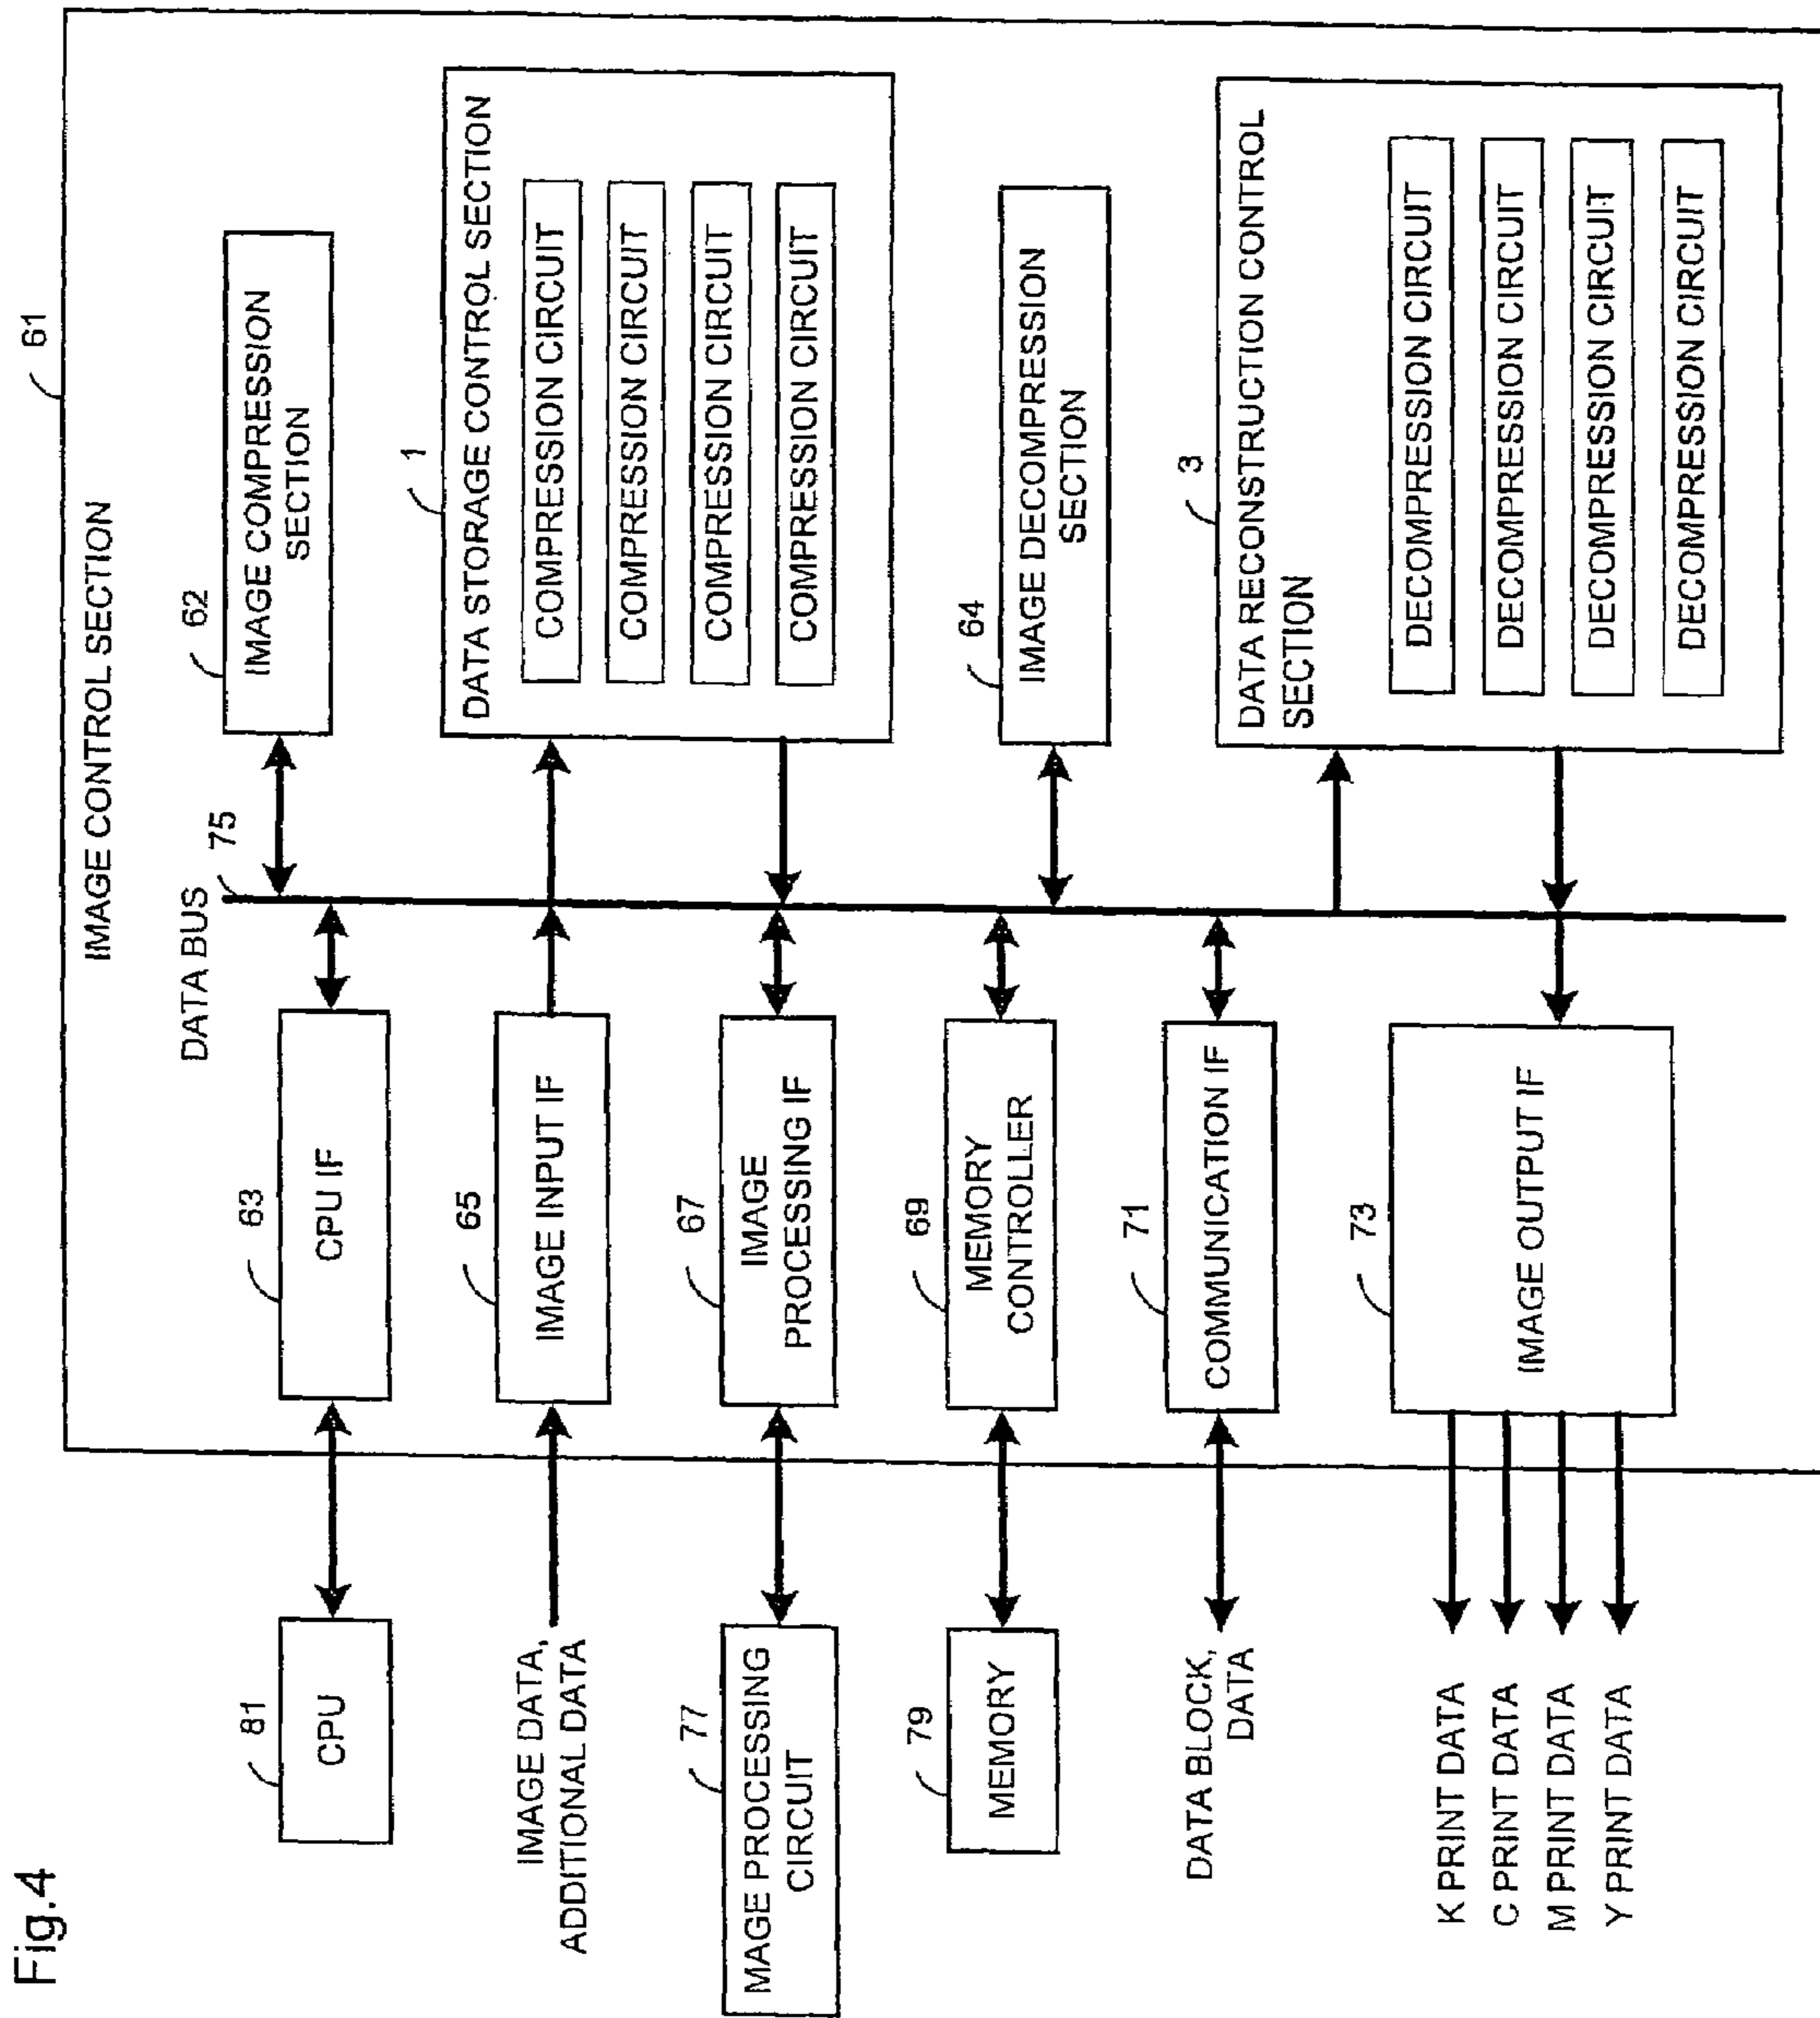 Fig.4
IMAGE CONTROL SECTION
61
81
CPU
63
CPU IF
DATA BUS
75
62
IMAGE COMPRESSION
SECTION
IMAGE DATA,
ADDITIONAL DATA
65
IMAGE INPUT IF
1
DATA STORAGE CONTROL SECTION
COMPRESSION CIRCUIT
COMPRESSION CIRCUIT
COMPRESSION CIRCUIT
COMPRESSION CIRCUIT
77
MAGE PROCESSING
CIRCUIT
67
IMAGE
PROCESSING IF
79
MEMORY
69
MEMORY
CONTROLLER
64
IMAGE DECOMPRESSION
SECTION
DATA BLOCK,
DATA
71
COMMUNICATION IF
3
DATA RECONSTRUCTION CONTROL
SECTION
DECOMPRESSION CIRCUIT
DECOMPRESSION CIRCUIT
DECOMPRESSION CIRCUIT
DECOMPRESSION CIRCUIT
73
IMAGE OUTPUT IF
K PRINT DATA
C PRINT DATA
M PRINT DATA
Y PRINT DATA